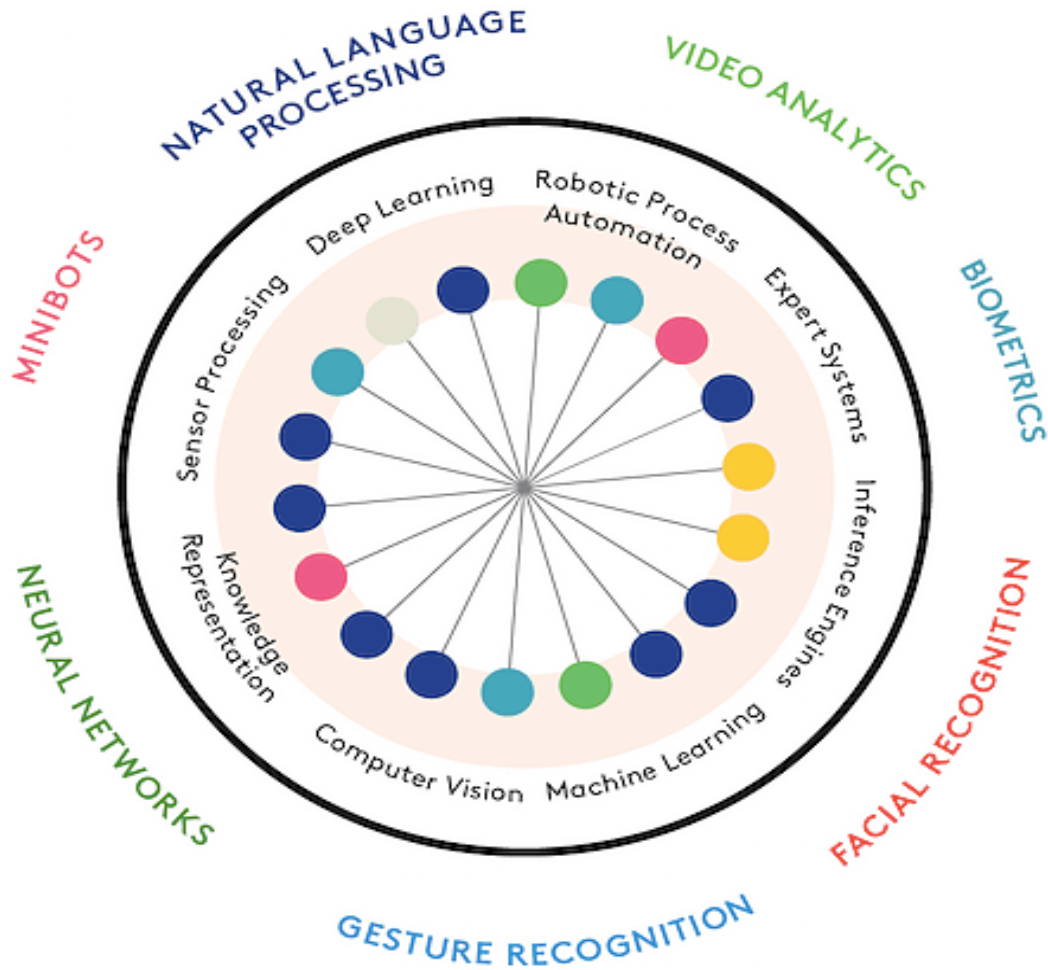 NATURAL LANGUAGE
PROCESSING
VIDEO ANALYTICS
BIOMETRICS
FACIAL RECOGNITION
GESTURE RECOGNITION
NEURAL NETWORKS
MINIBOTS
Deep Learning
Robotic Process
Automation
Expert Systems
Inference Engines
Machine Learning
Computer Vision
Knowledge
Representation
Sensor Processing